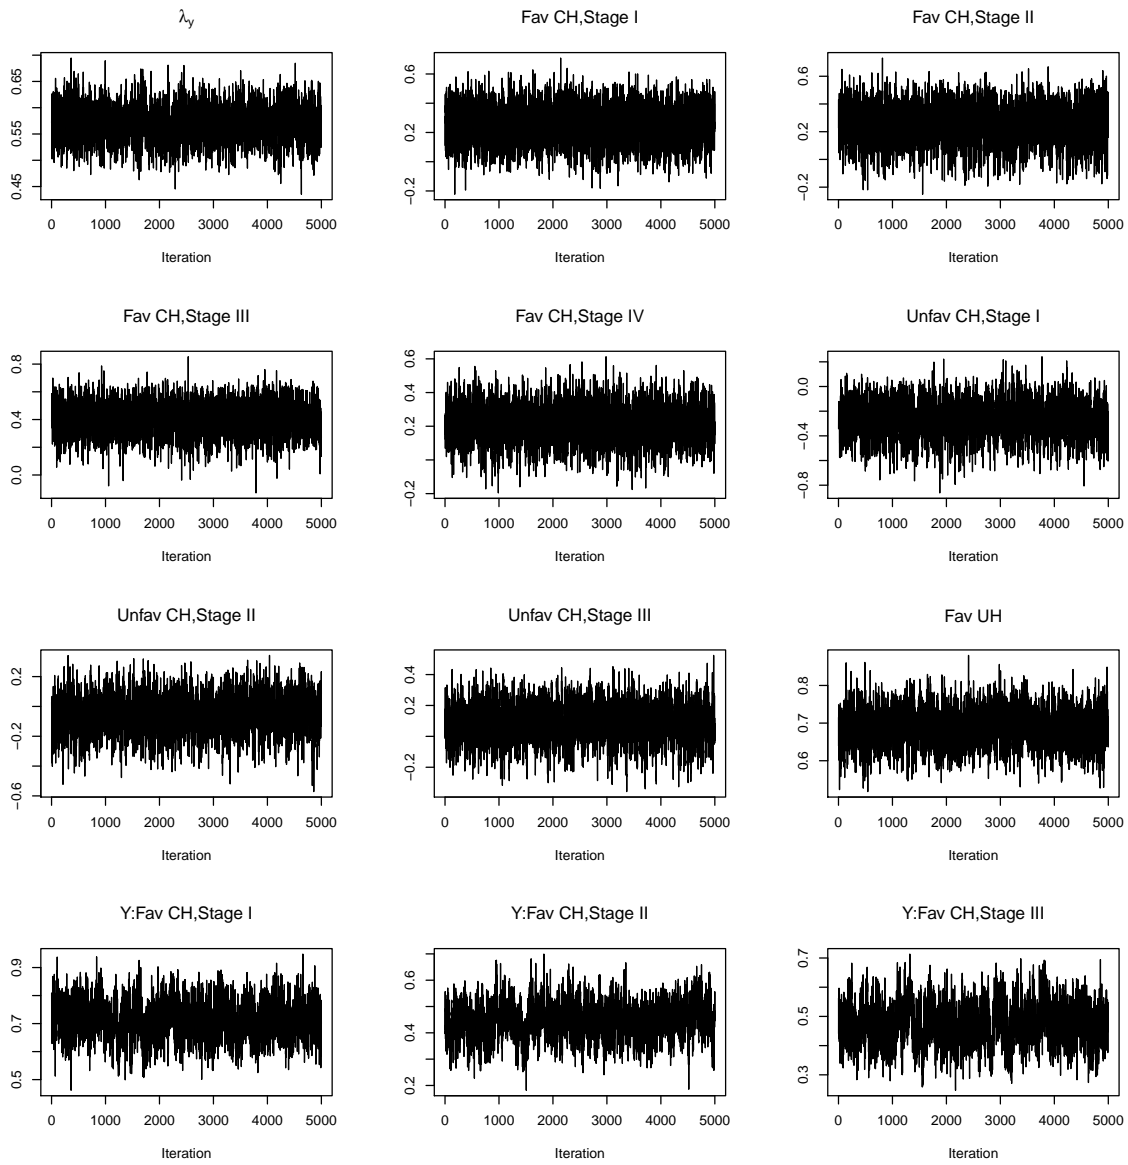 λy
Fav CH,Stage I
Fav CH,Stage II
0.45 0.55 0.65
−0.2 0.2 0.6
−0.2 0.2 0.6
0 1000 2000 3000 4000 5000
0 1000 2000 3000 4000 5000
0 1000 2000 3000 4000 5000
Iteration
Iteration
Iteration
Fav CH,Stage III
Fav CH,Stage IV
Unfav CH,Stage I
0.0 0.4 0.8
−0.2 0.2 0.4 0.6
−0.8 −0.4 0.0
0 1000 2000 3000 4000 5000
0 1000 2000 3000 4000 5000
0 1000 2000 3000 4000 5000
Iteration
Iteration
Iteration
Unfav CH,Stage II
Unfav CH,Stage III
Fav UH
−0.6 −0.2 0.2
−0.2 0.2 0.4
0.6 0.7 0.8
0 1000 2000 3000 4000 5000
0 1000 2000 3000 4000 5000
0 1000 2000 3000 4000 5000
Iteration
Iteration
Iteration
Y:Fav CH,Stage I
Y:Fav CH,Stage II
Y:Fav CH,Stage III
0.5 0.7 0.9
0.2 0.4 0.6
0.3 0.5 0.7
0 1000 2000 3000 4000 5000
0 1000 2000 3000 4000 5000
0 1000 2000 3000 4000 5000
Iteration
Iteration
Iteration